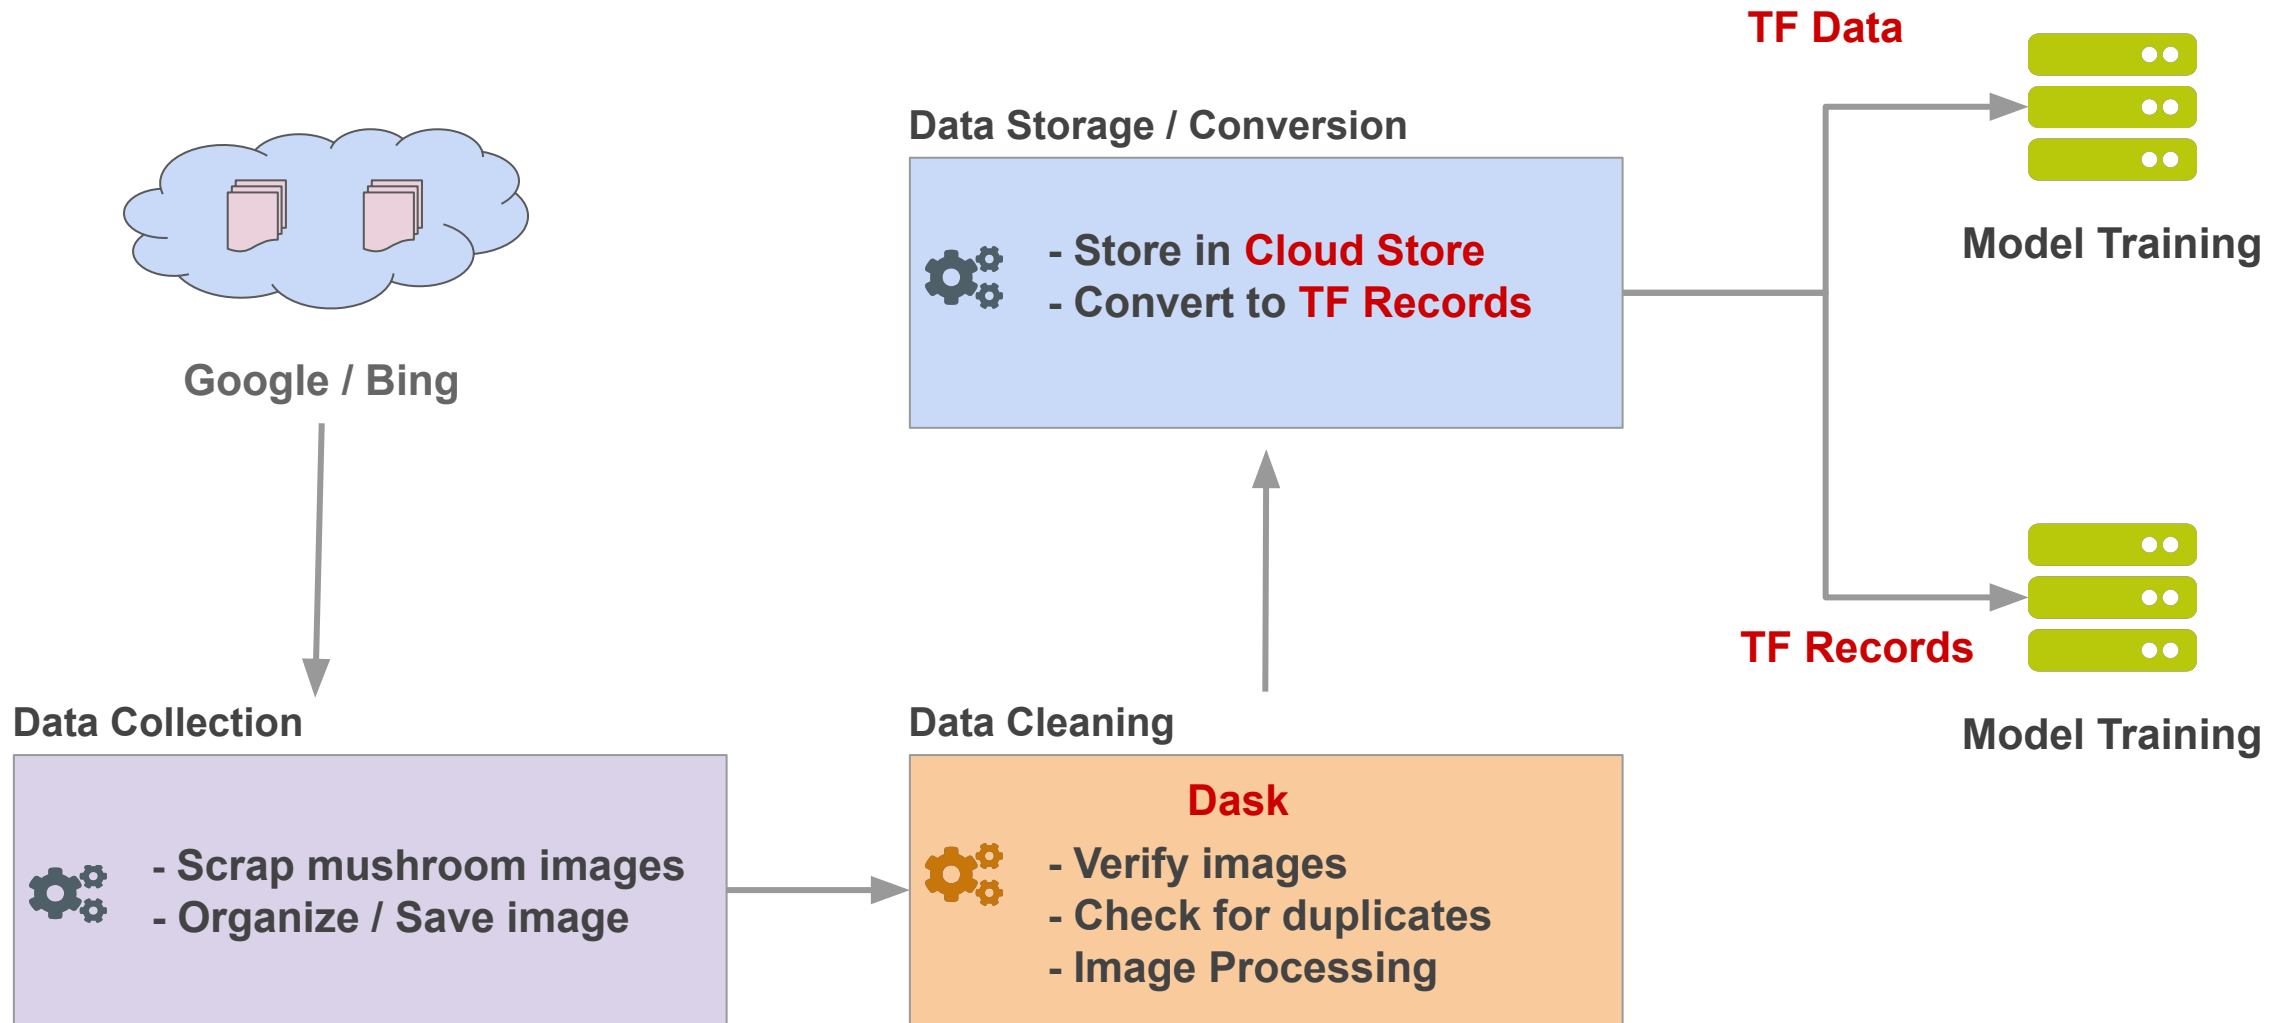 Google / Bing
Data Collection
- Scrap mushroom images
- Organize / Save image
Data Cleaning
Dask
- Verify images
- Check for duplicates
- Image Processing
Data Storage / Conversion
- Store in Cloud Store
- Convert to TF Records
TF Data
Model Training
TF Records
Model Training